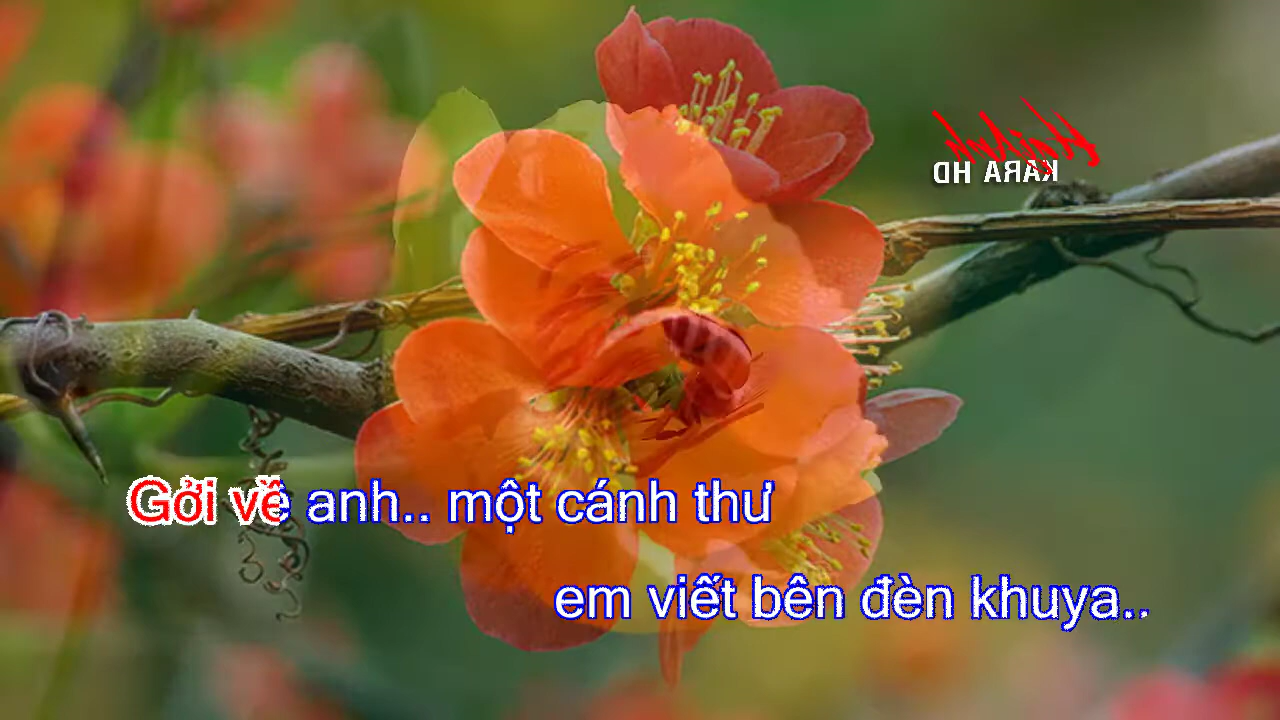 KARA HD
Gởi về anh.. một cánh thư
em viết bên đèn khuya..